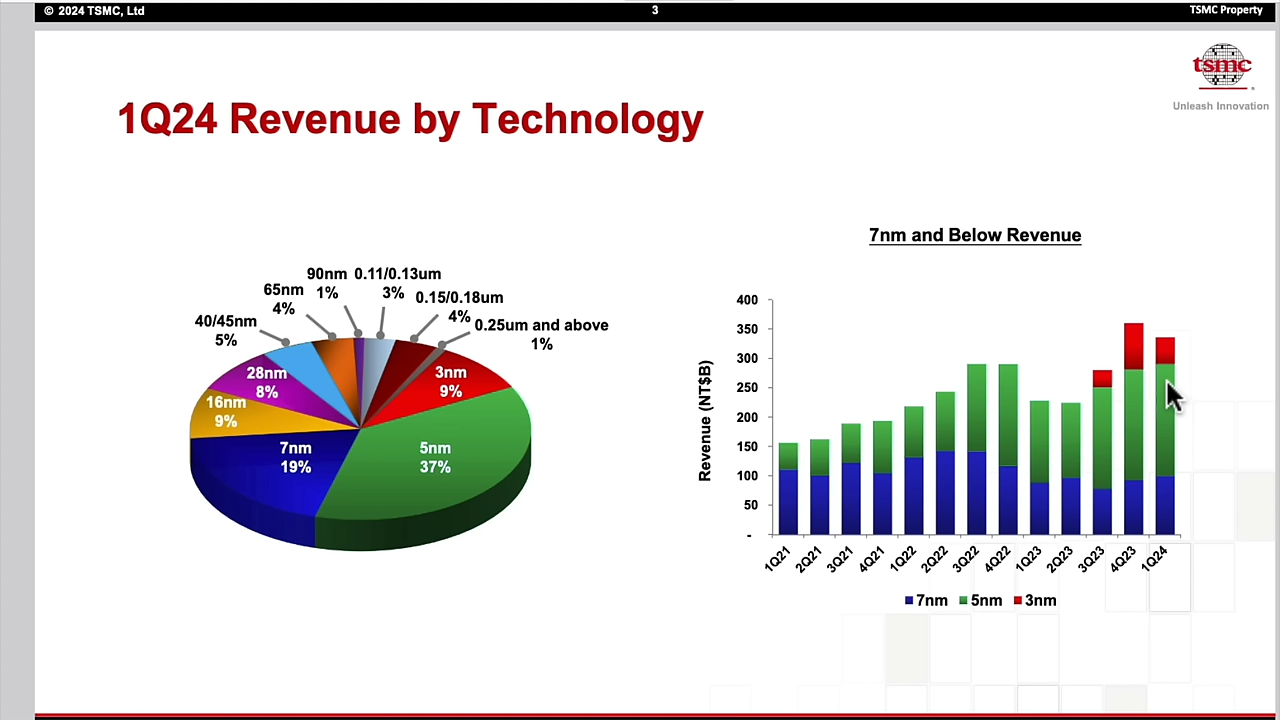 © 2024 TSMC, Ltd
3
TSMC Property
tsmc
Unleash Innovation
1Q24 Revenue by Technology
90nm
1%
0.11/0.13um
3%
65nm
4%
0.15/0.18um
4%
40/45nm
5%
0.25um and above
1%
28nm
8%
3nm
9%
16nm
9%
7nm
19%
5nm
37%
7nm and Below Revenue
Revenue (NT$B)
400
350
300
250
200
150
100
50
-
1Q21
2Q21
3Q21
4Q21
1Q22
2Q22
3Q22
4Q22
1Q23
2Q23
3Q23
4Q23
1Q24
7nm
5nm
3nm